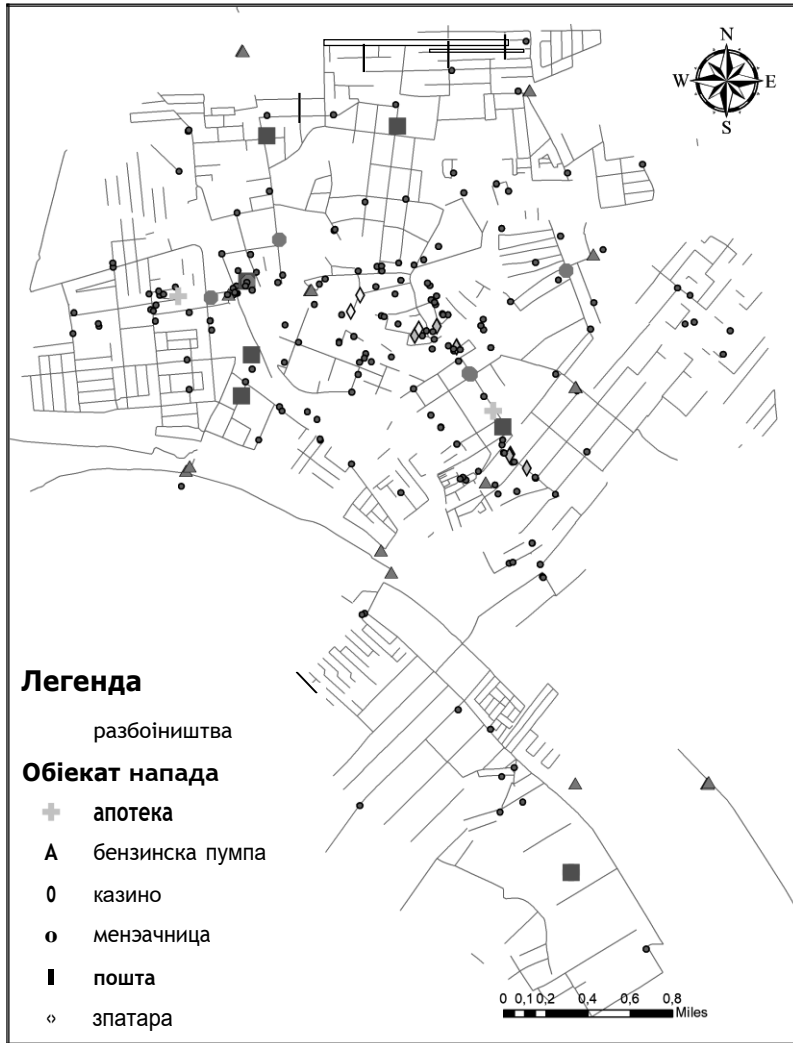 N
W E
S
Легенда
разбоіништва
Обіекат напада
апотека
бензинска пумпа
казино
менэачница
пошта
зпатара
0 0,1 0,2 0,4 0,6 0,8
Miles